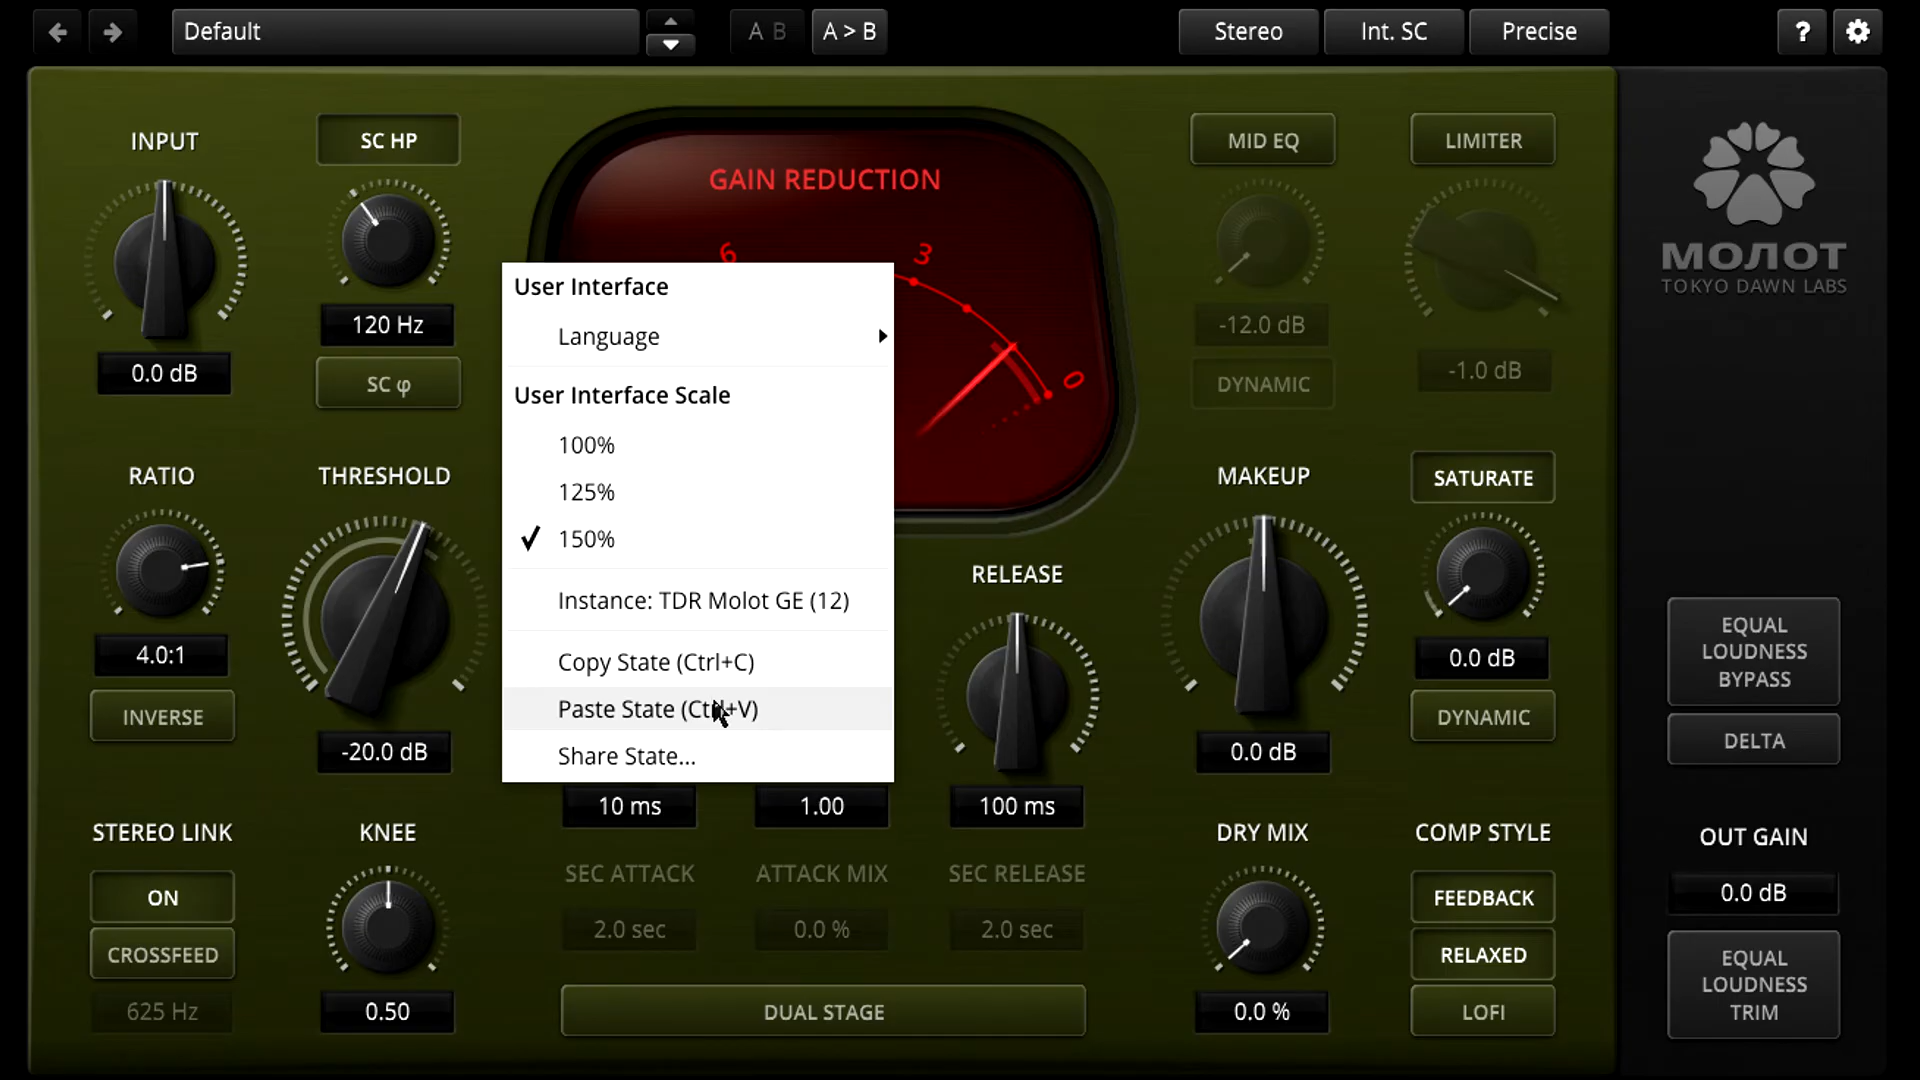 Default
A B
A > B
Stereo
Int. SC
Precise
?
INPUT
0.0 dB
SC HP
120 Hz
SC φ
GAIN REDUCTION
6
3
0
MID EQ
-12.0 dB
DYNAMIC
LIMITER
-1.0 dB
МОЛОТ
TOKYO DAWN LABS
User Interface
Language
User Interface Scale
100%
125%
150%
Instance: TDR Molot GE (12)
Copy State (Ctrl+C)
Paste State (Ctrl+V)
Share State...
RATIO
4.0:1
INVERSE
THRESHOLD
-20.0 dB
10 ms
1.00
RELEASE
100 ms
MAKEUP
0.0 dB
SATURATE
0.0 dB
DYNAMIC
EQUAL
LOUDNESS
BYPASS
DELTA
STEREO LINK
ON
CROSSFEED
625 Hz
KNEE
0.50
SEC ATTACK
2.0 sec
ATTACK MIX
0.0 %
SEC RELEASE
2.0 sec
DUAL STAGE
DRY MIX
0.0 %
COMP STYLE
FEEDBACK
RELAXED
LOFI
OUT GAIN
0.0 dB
EQUAL
LOUDNESS
TRIM